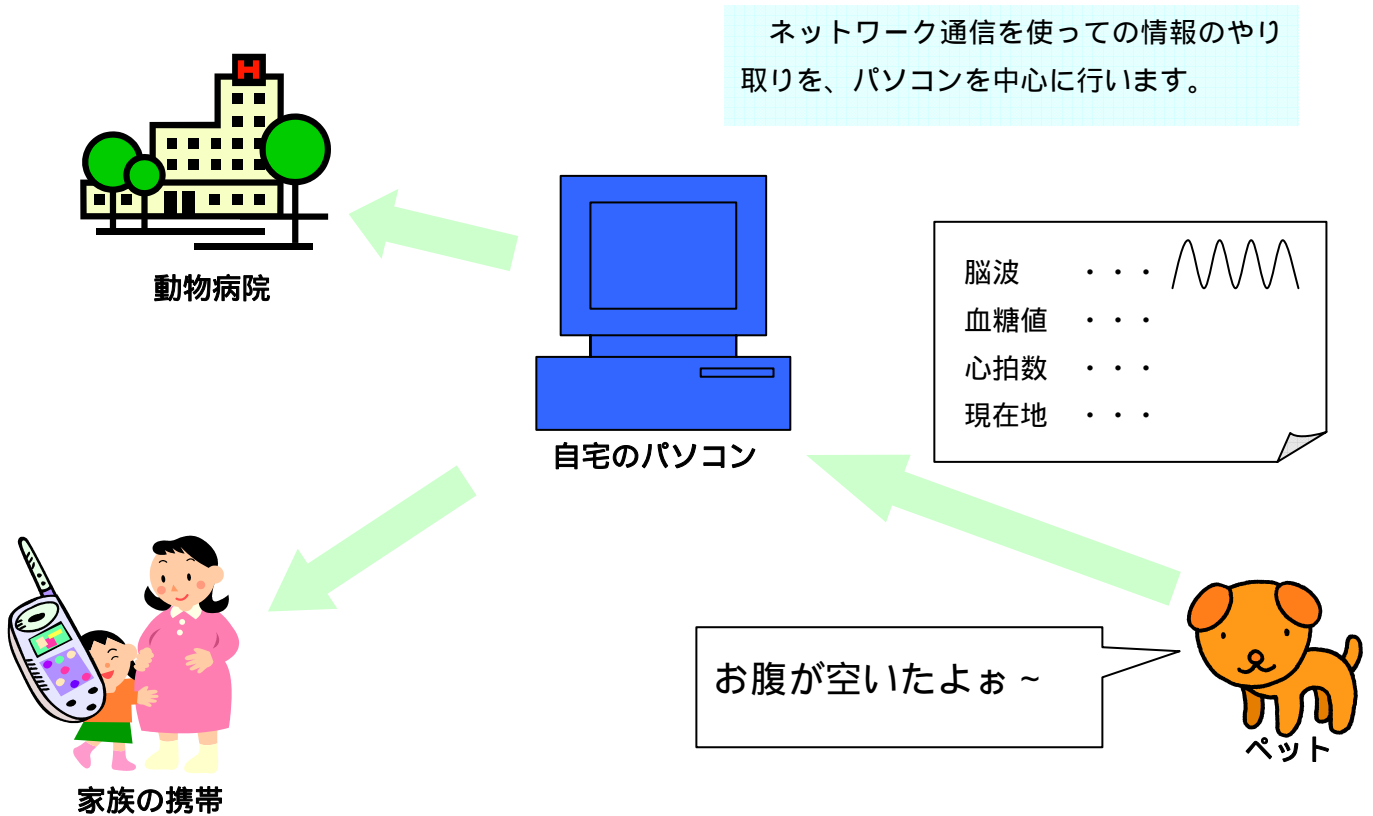 ネットワーク通信を使っての情報のやり
取りを、パソコンを中心に行います。
H
動物病院
脳波 ・・・
血糖値 ・・・
心拍数 ・・・
現在地 ・・・
自宅のパソコン
お腹が空いたよぉ~
ペット
家族の携帯